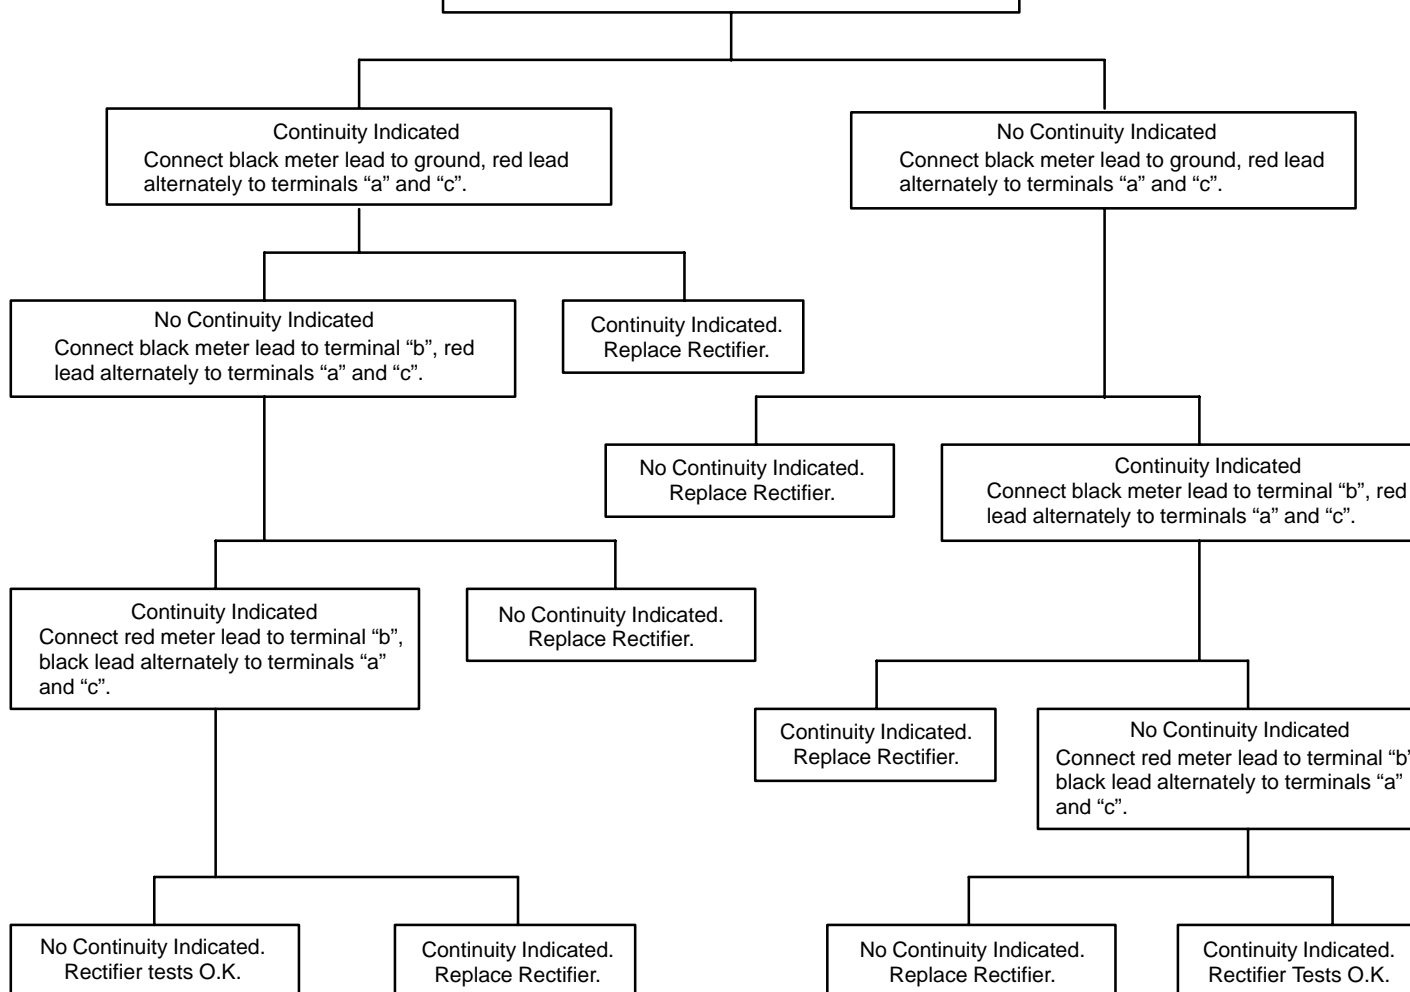 Continuity Indicated
Connect black meter lead to ground, red lead
alternately to terminals “a” and “c”.
No Continuity Indicated
Connect black meter lead to ground, red lead
alternately to terminals “a” and “c”.
No Continuity Indicated
Connect black meter lead to terminal “b”, red
lead alternately to terminals “a” and “c”.
Continuity Indicated.
Replace Rectifier.
No Continuity Indicated.
Replace Rectifier.
Continuity Indicated
Connect black meter lead to terminal “b”, red
lead alternately to terminals “a” and “c”.
Continuity Indicated
Connect red meter lead to terminal “b”,
black lead alternately to terminals “a”
and “c”.
No Continuity Indicated.
Replace Rectifier.
Continuity Indicated.
Replace Rectifier.
No Continuity Indicated
Connect red meter lead to terminal “b”
black lead alternately to terminals “a”
and “c”.
No Continuity Indicated.
Rectifier tests O.K.
Continuity Indicated.
Replace Rectifier.
No Continuity Indicated.
Replace Rectifier.
Continuity Indicated.
Rectifier Tests O.K.